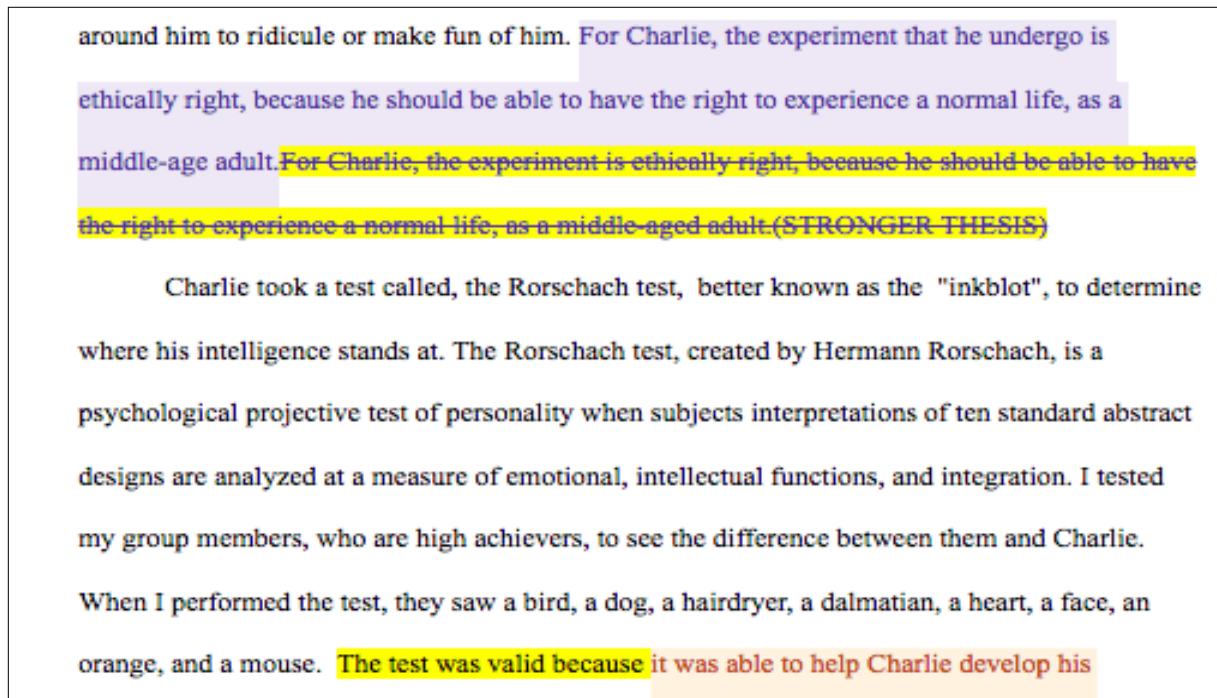 around him to ridicule or make fun of him. For Charlie, the experiment that he undergo is
ethically right, because he should be able to have the right to experience a normal life, as a
middle-age adult.For Charlie, the experiment is ethically right, because he should be able to have
the right to experience a normal life, as a middle-aged adult.(STRONGER THESIS)
Charlie took a test called, the Rorschach test,  better known as the  "inkblot", to determine
where his intelligence stands at. The Rorschach test, created by Hermann Rorschach, is a
psychological projective test of personality when subjects interpretations of ten standard abstract
designs are analyzed at a measure of emotional, intellectual functions, and integration. I tested
my group members, who are high achievers, to see the difference between them and Charlie.
When I performed the test, they saw a bird, a dog, a hairdryer, a dalmatian, a heart, a face, an
orange, and a mouse.  The test was valid because it was able to help Charlie develop his